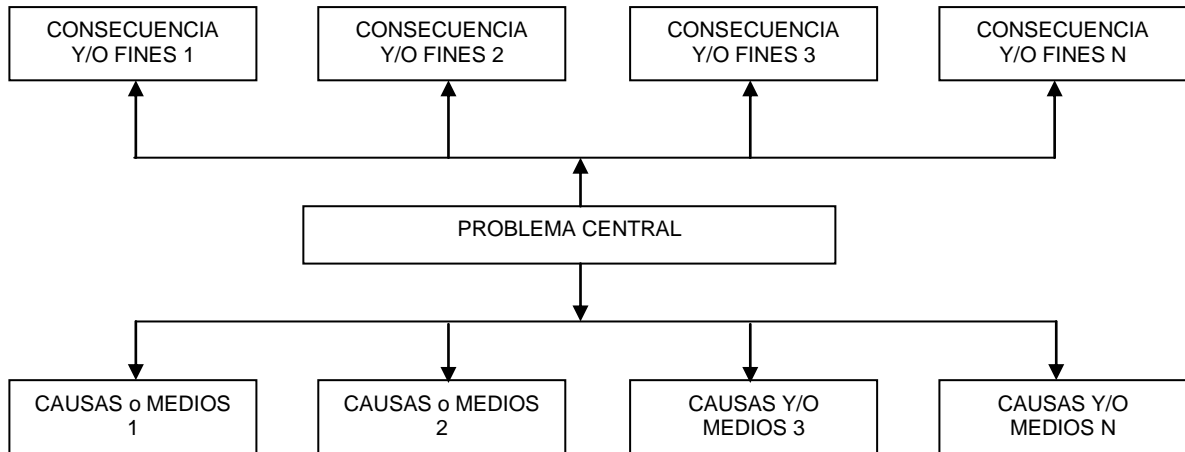 CONSECUENCIA
Y/O FINES 1
CONSECUENCIA
Y/O FINES 2
CONSECUENCIA
Y/O FINES 3
CONSECUENCIA
Y/O FINES N
PROBLEMA CENTRAL
CAUSAS o MEDIOS
1
CAUSAS o MEDIOS
2
CAUSAS Y/O
MEDIOS 3
CAUSAS Y/O
MEDIOS N